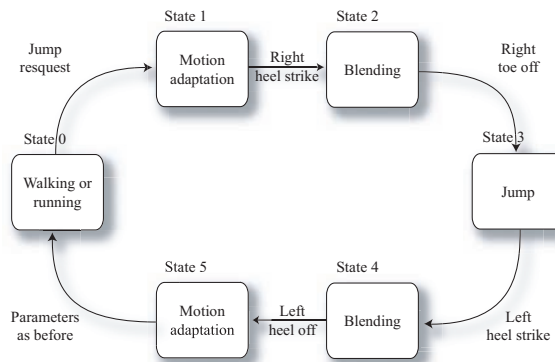 State 1
State 2
Jump
resquest
Motion
adaptation
Right
heel strike
Blending
Right
toe off
State 0
State 3
Walking or
running
Jump
State 5
State 4
Parameters
as before
Motion
adaptation
Left
heel off
Blending
Left
heel strike